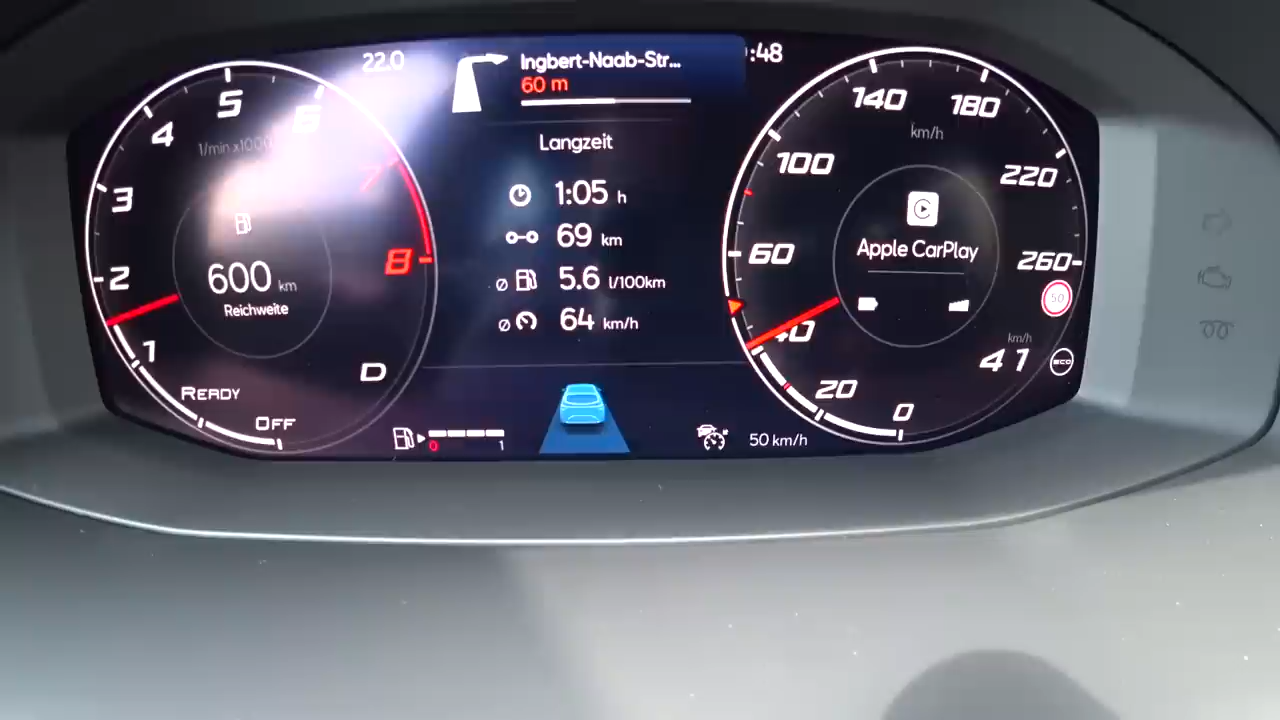 22.0
Ingbert-Naab-Str...
60 m
:48
Langzeit
1:05 h
69 km
Ø 5.6 l/100km
Ø 64 km/h
1/min x1000
1
2
3
4
5
6
7
8
600 km
Reichweite
READY
OFF
D
0 1
50 km/h
0
20
40
60
100
140
180
220
260
km/h
Apple CarPlay
50
km/h
41
ECO